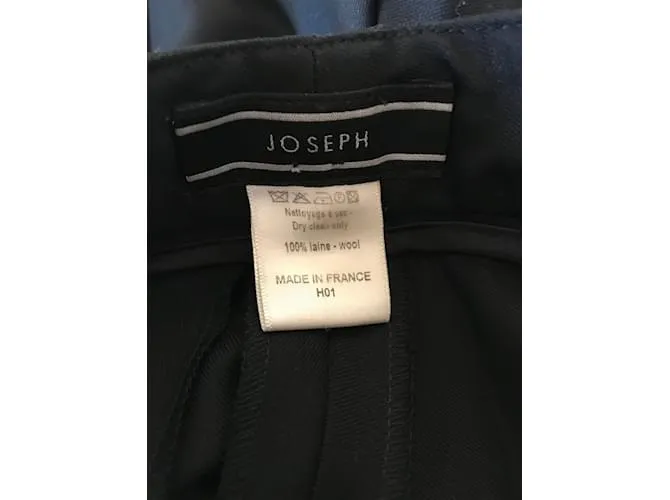 JOSEPH
Nettoyage à sec -
Dry clean only
100% laine - wool
MADE IN FRANCE
H01